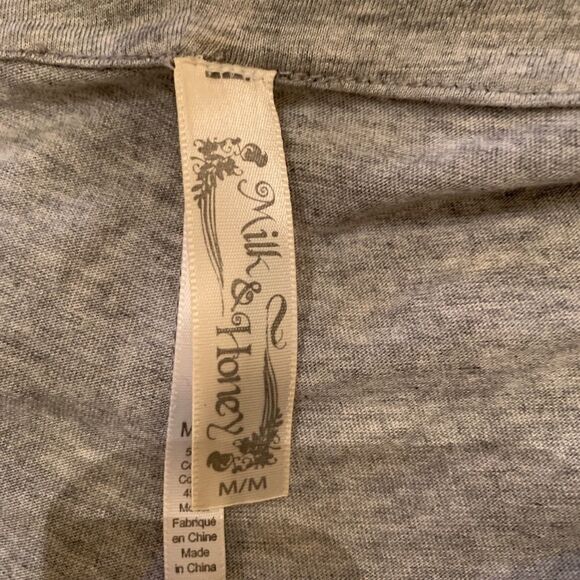 Milk & Honey
M/M
M
Fabriqué
en Chine
Made
in China